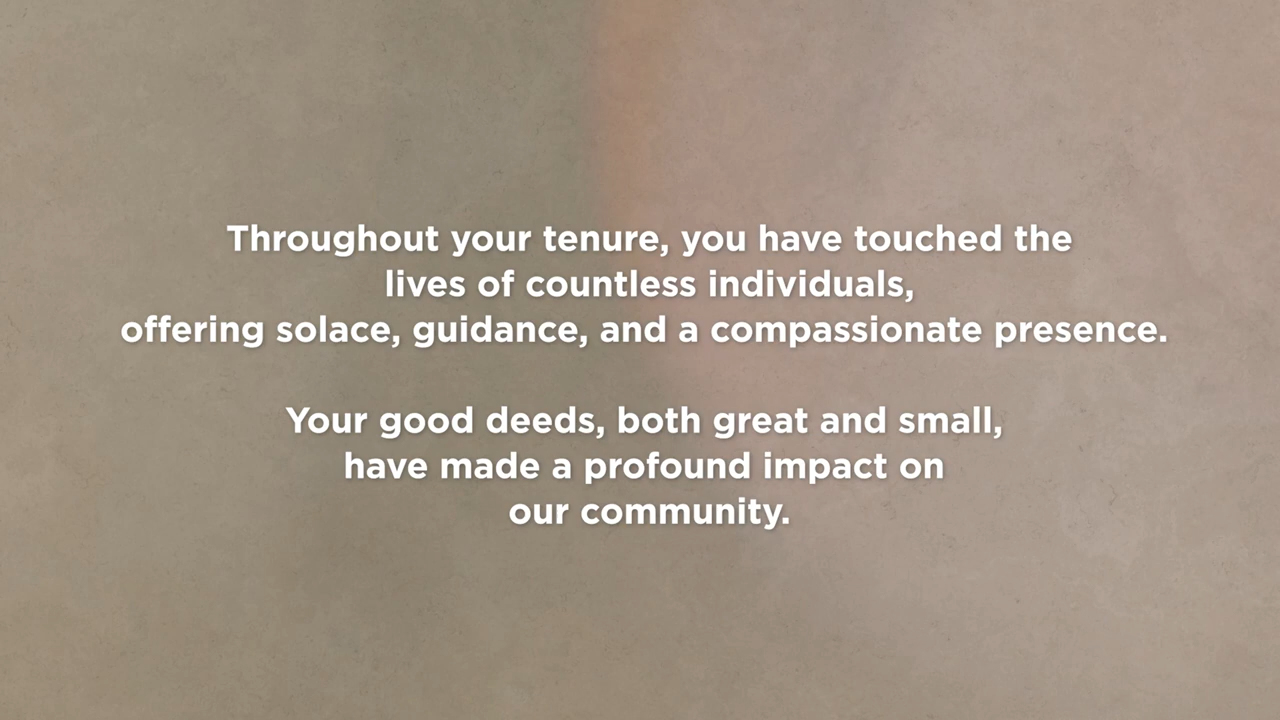 Throughout your tenure, you have touched the
lives of countless individuals,
offering solace, guidance, and a compassionate presence.
Your good deeds, both great and small,
have made a profound impact on
our community.